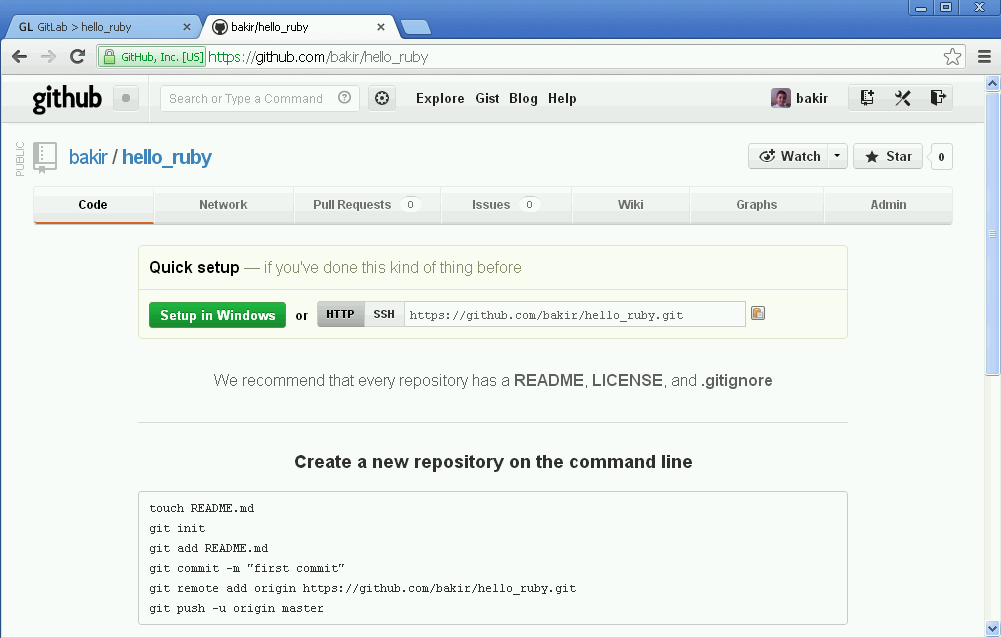 GL GitLab > hello_ruby
bakir/hello_ruby
GitHub, Inc. [US] https://github.com/bakir/hello_ruby
github
Search or Type a Command
Explore Gist Blog Help
bakir
PUBLIC
bakir / hello_ruby
Watch
Star
0
Code
Network
Pull Requests 0
Issues 0
Wiki
Graphs
Admin
Quick setup — if you've done this kind of thing before
Setup in Windows or HTTP SSH https://github.com/bakir/hello_ruby.git
We recommend that every repository has a README, LICENSE, and .gitignore
Create a new repository on the command line
touch README.md
git init
git add README.md
git commit -m "first commit"
git remote add origin https://github.com/bakir/hello_ruby.git
git push -u origin master